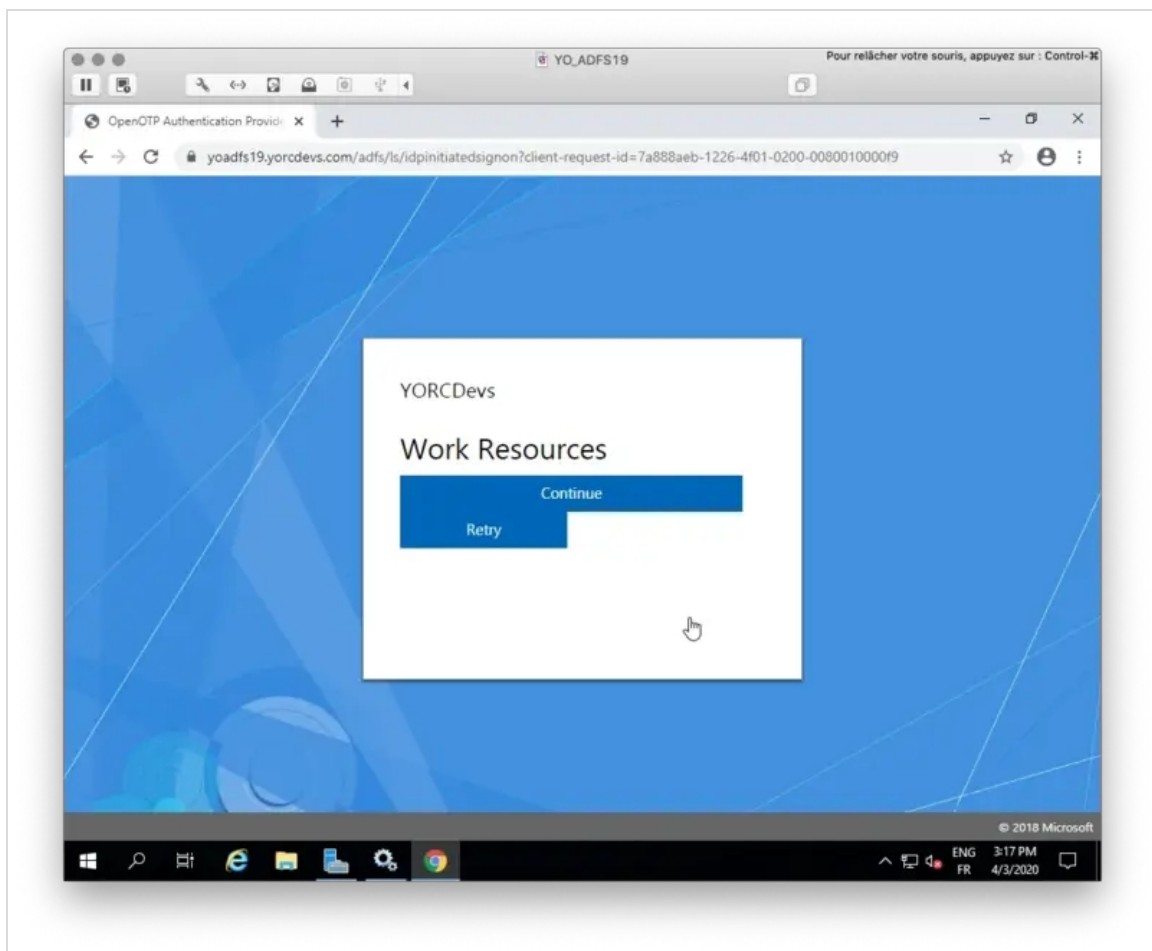 YO_ADFS19
Pour relâcher votre souris, appuyez sur : Control-⌘
OpenOTP Authentication Provid
yoadfs19.yorcdevs.com/adfs/ls/idpinitiatedsignon?client-request-id=7a888aeb-1226-4f01-0200-0080010000f9
YORCDevs
Work Resources
Continue
Retry
© 2018 Microsoft
ENG
3:17 PM
FR
4/3/2020